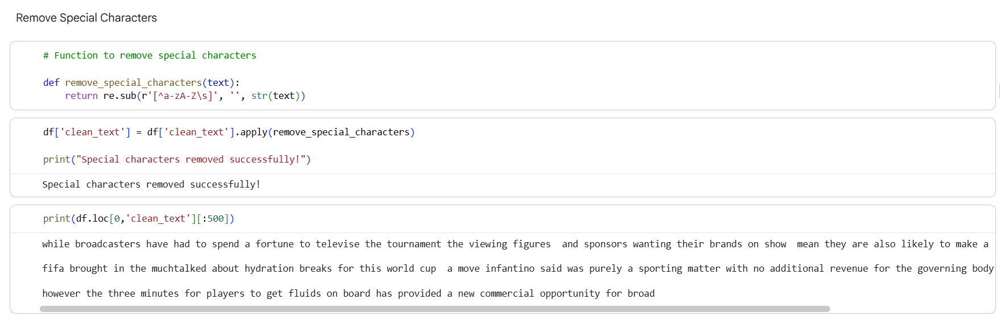 Remove Special Characters
# Function to remove special characters
def remove_special_characters(text):
    return re.sub(r'[^a-zA-Z\s]', '', str(text))
df['clean_text'] = df['clean_text'].apply(remove_special_characters)
print("Special characters removed successfully!")
Special characters removed successfully!
print(df.loc[0,'clean_text'][:500])
while broadcasters have had to spend a fortune to televise the tournament the viewing figures  and sponsors wanting their brands on show  mean they are also likely to make a
fifa brought in the muchtalked about hydration breaks for this world cup  a move infantino said was purely a sporting matter with no additional revenue for the governing body
however the three minutes for players to get fluids on board has provided a new commercial opportunity for broad